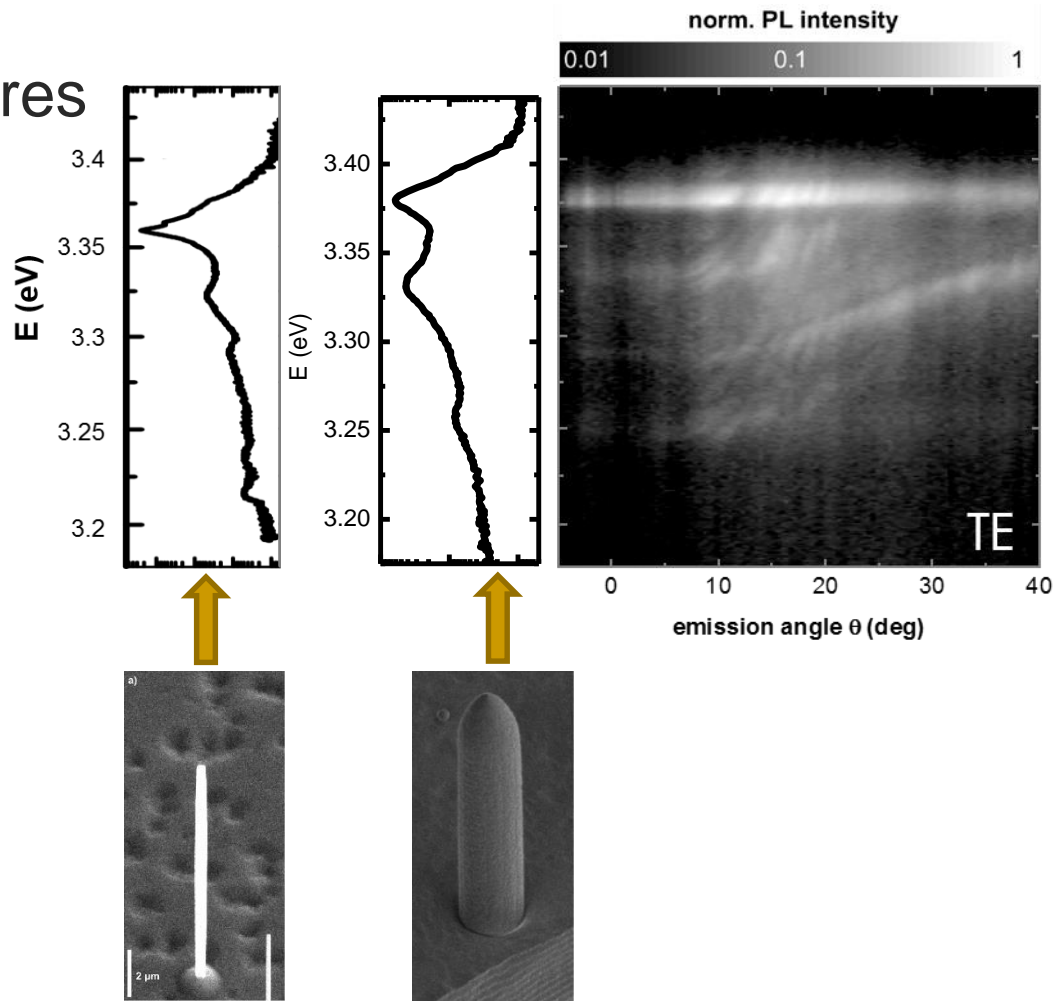 res
norm. PL intensity
0.01 0.1 1
E (eV)
3.4
3.35
3.3
3.25
3.2
E (eV)
3.40
3.35
3.30
3.25
3.20
TE
0 10 20 30 40
emission angle θ (deg)
a)
2 µm